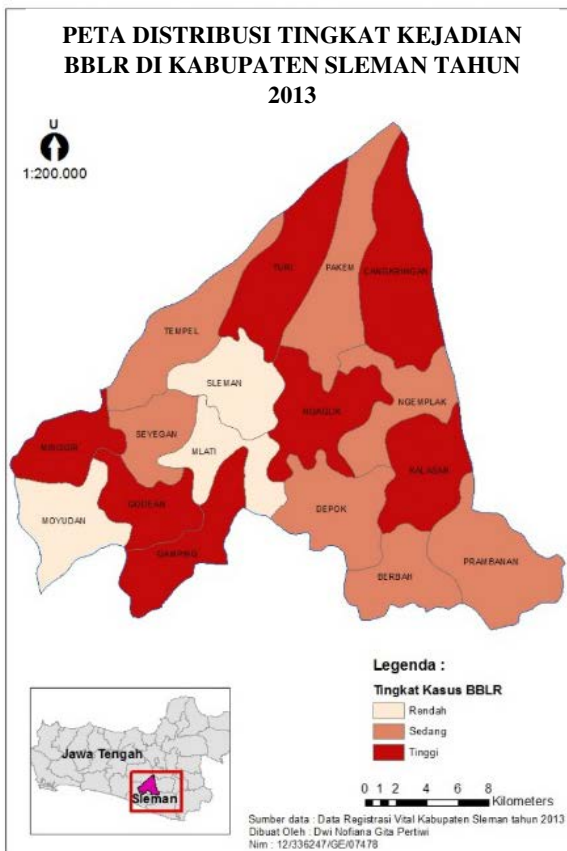 PETA DISTRIBUSI TINGKAT KEJADIAN
BBLR DI KABUPATEN SLEMAN TAHUN
2013
U
1:200.000
TURI
PAKEM
CANGKRINGAN
TEMPEL
SLEMAN
NGAGLIK
NGEMPLAK
SEYEGAN
MLATI
MINGGIR
KALASAN
GODEAN
MOYUDAN
DEPOK
GAMPING
PRAMBANAN
BERBAH
Legenda :
Tingkat Kasus BBLR
Rendah
Sedang
Tinggi
Jawa Tengah
Sleman
0 1 2 4 6 8
Kilometers
Sumber data : Data Registrasi Vital Kabupaten Sleman tahun 2013
Dibuat Oleh : Dwi Nofiana Gita Pertiwi
Nim : 12/336247/GE/07478